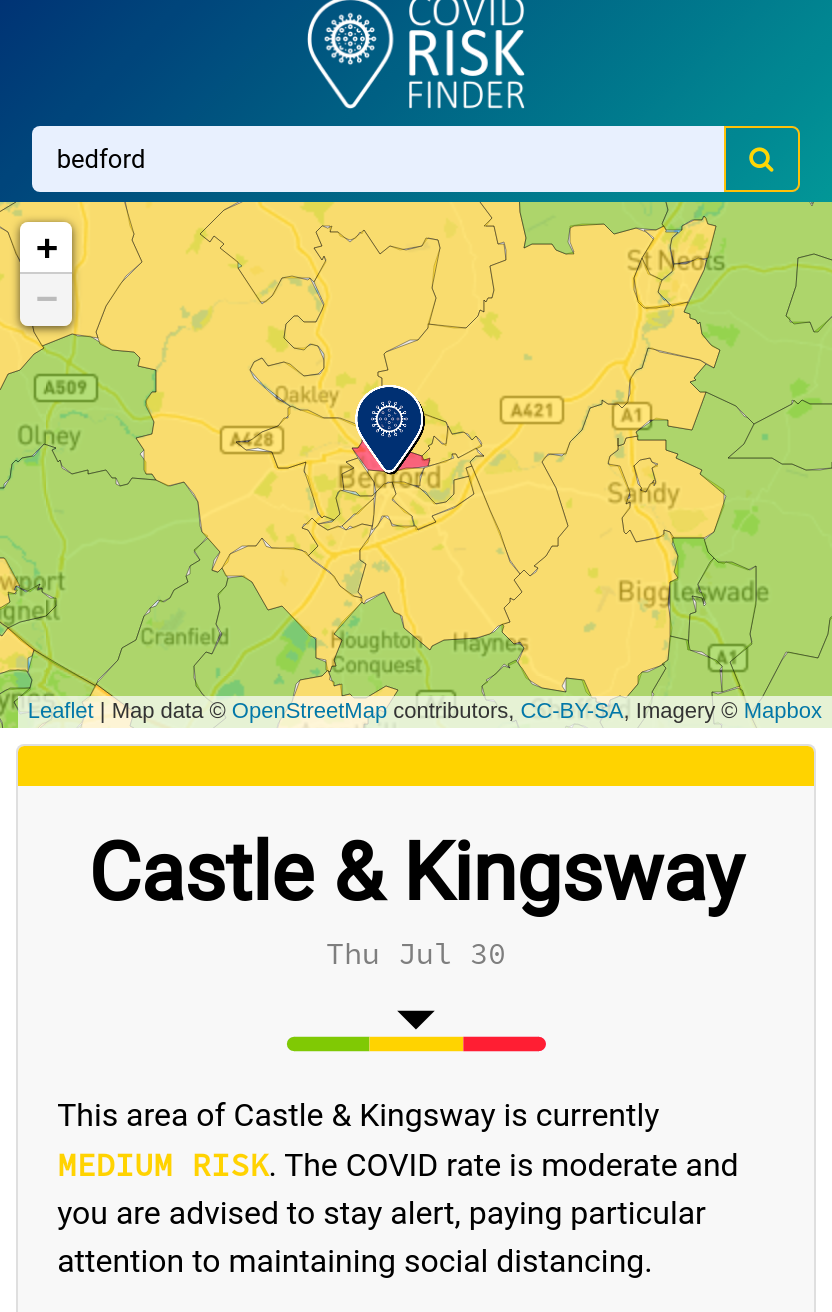 COVID
RISK
FINDER
bedford
+
−
St Neots
A509
Oakley
A421
A1
Olney
A428
Bedford
Sandy
Biggleswade
Cranfield
Houghton
Conquest
Haynes
A1
Leaflet | Map data © OpenStreetMap contributors, CC-BY-SA, Imagery © Mapbox
Castle & Kingsway
Thu Jul 30
This area of Castle & Kingsway is currently
MEDIUM RISK. The COVID rate is moderate and
you are advised to stay alert, paying particular
attention to maintaining social distancing.